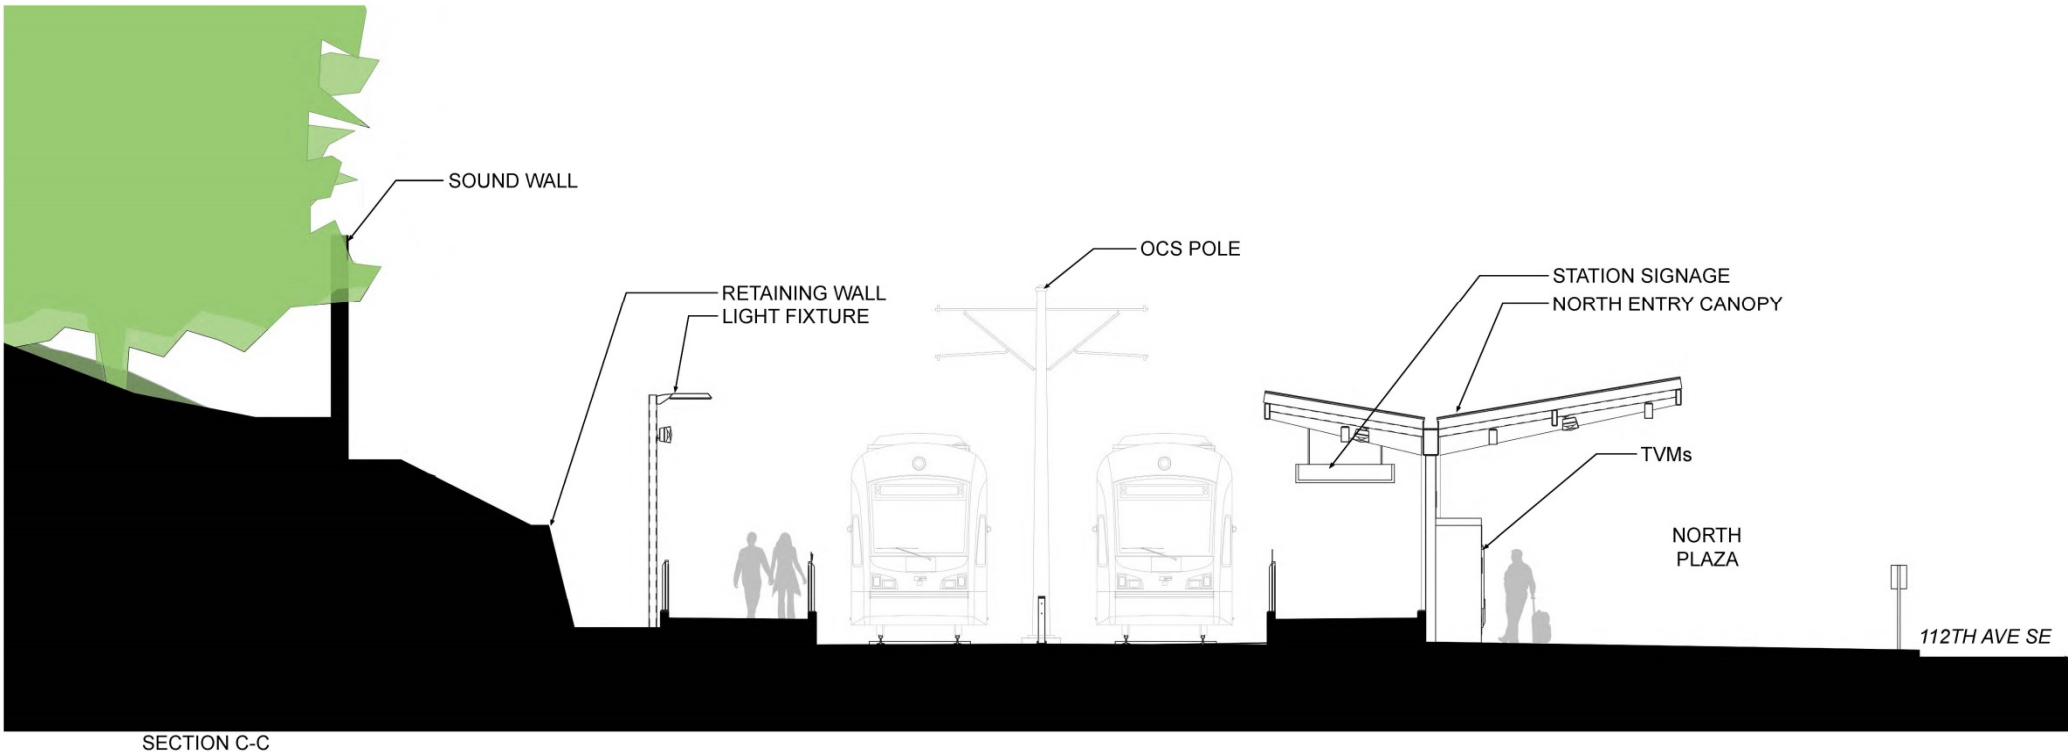 SOUND WALL
OCS POLE
STATION SIGNAGE
RETAINING WALL
NORTH ENTRY CANOPY
LIGHT FIXTURE
TVMs
NORTH
PLAZA
112TH AVE SE
SECTION C-C